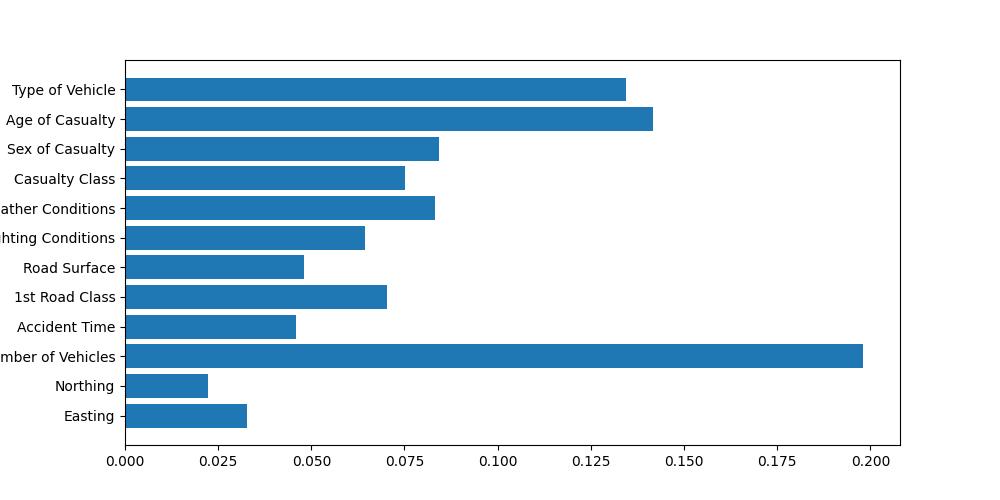 Type of Vehicle
Age of Casualty
Sex of Casualty
Casualty Class
ather Conditions
hting Conditions
Road Surface
1st Road Class
Accident Time
mber of Vehicles
Northing
Easting
0.000 0.025 0.050 0.075 0.100 0.125 0.150 0.175 0.200